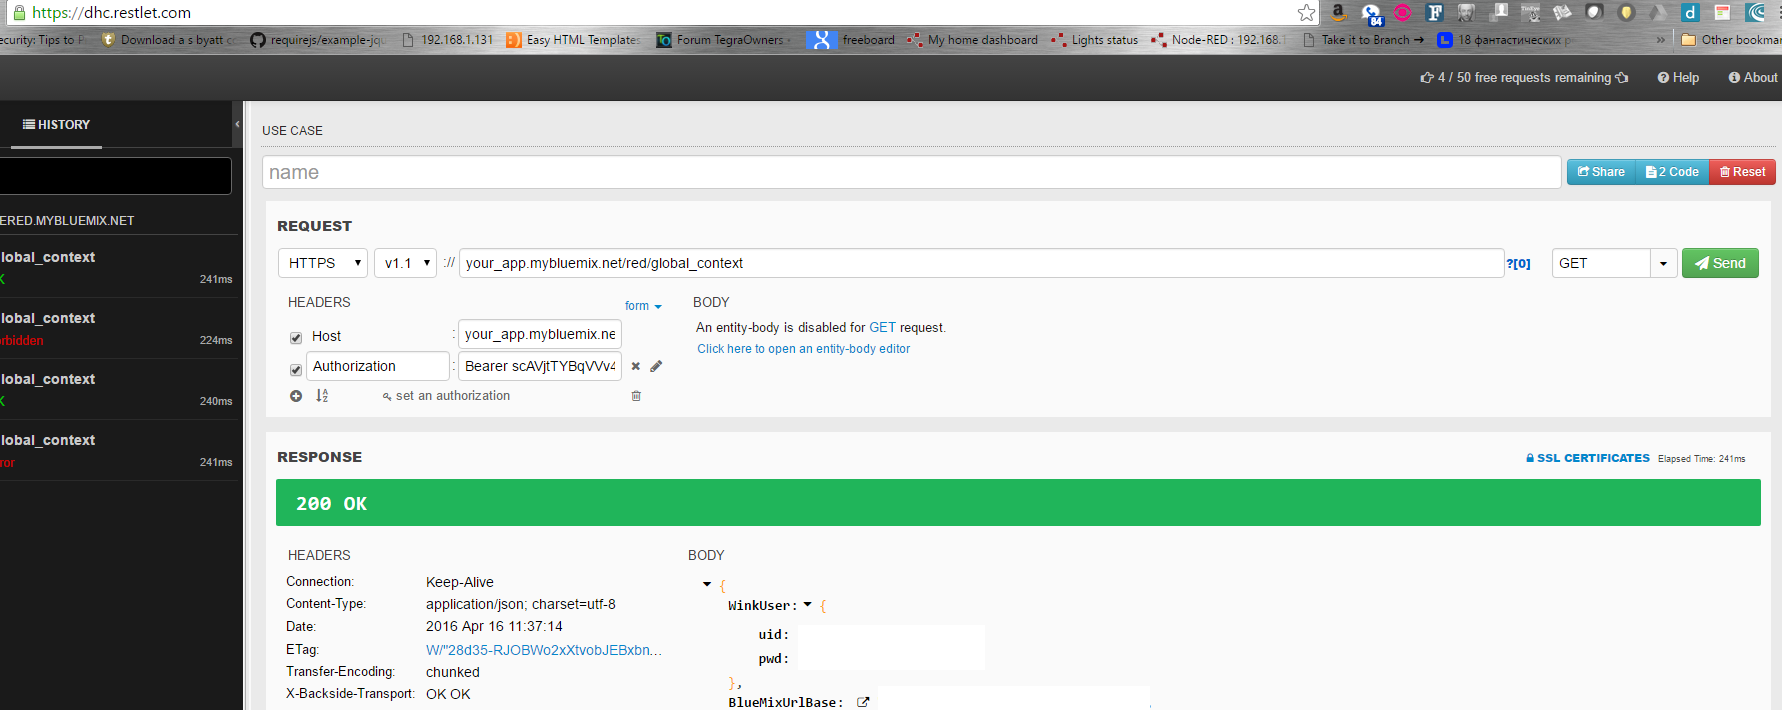 https://dhc.restlet.com
84
ecurity: Tips to P Download a s byatt c requirejs/example-jq 192.168.1.131 Easy HTML Templates Forum TegraOwners - freeboard My home dashboard Lights status Node-RED : 192.168.1 Take it to Branch → 18 фантастических р » Other bookmar
4 / 50 free requests remaining Help About
HISTORY
USE CASE
name
Share 2 Code Reset
ERED.MYBLUEMIX.NET
lobal_context
K 241ms
lobal_context
orbidden 224ms
lobal_context
K 240ms
lobal_context
ror 241ms
REQUEST
HTTPS v1.1 :// your_app.mybluemix.net/red/global_context ?[0] GET Send
HEADERS form BODY
Host : your_app.mybluemix.ne
An entity-body is disabled for GET request.
Click here to open an entity-body editor
Authorization : Bearer scAVjtTYBqVVv4
set an authorization
RESPONSE
SSL CERTIFICATES Elapsed Time: 241ms
200 OK
HEADERS BODY
Connection: Keep-Alive
Content-Type: application/json; charset=utf-8
Date: 2016 Apr 16 11:37:14
ETag: W/"28d35-RJOBWo2xXtvobJEBxbn...
Transfer-Encoding: chunked
X-Backside-Transport: OK OK
{
WinkUser: {
uid:
pwd:
},
BlueMixUrlBase: